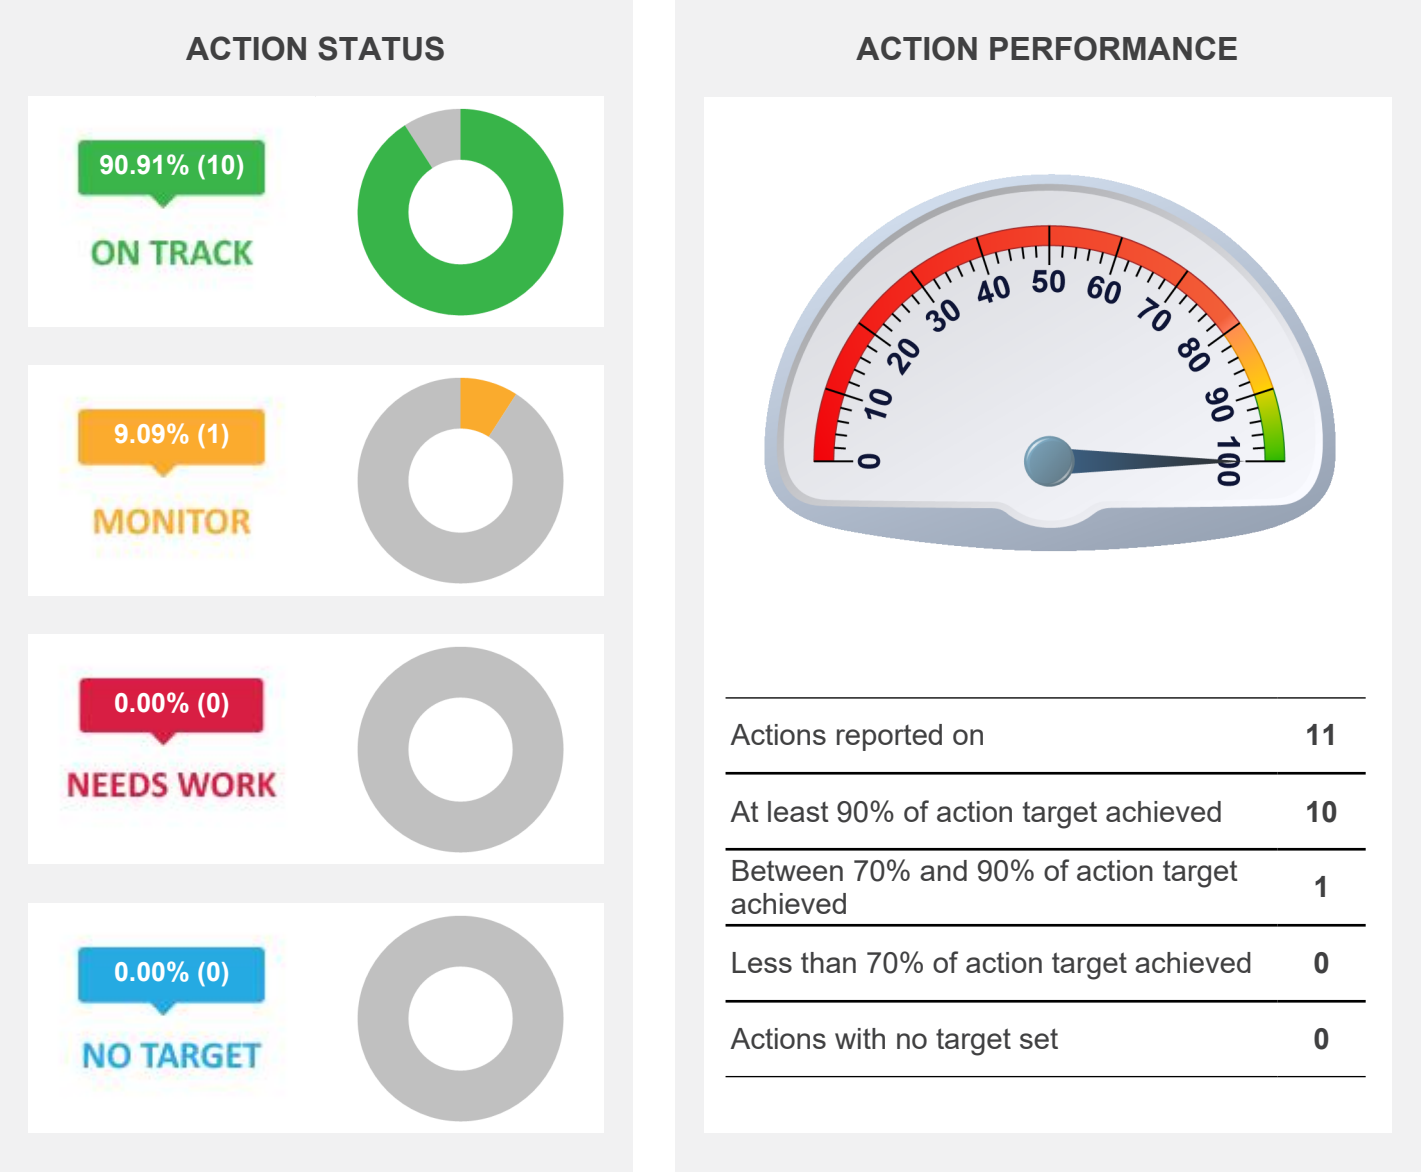 ACTION STATUS
90.91% (10)
ON TRACK
9.09% (1)
MONITOR
0.00% (0)
NEEDS WORK
0.00% (0)
NO TARGET
ACTION PERFORMANCE
0
10
20
30
40
50
60
70
80
90
100
Actions reported on 11
At least 90% of action target achieved 10
Between 70% and 90% of action target
achieved 1
Less than 70% of action target achieved 0
Actions with no target set 0